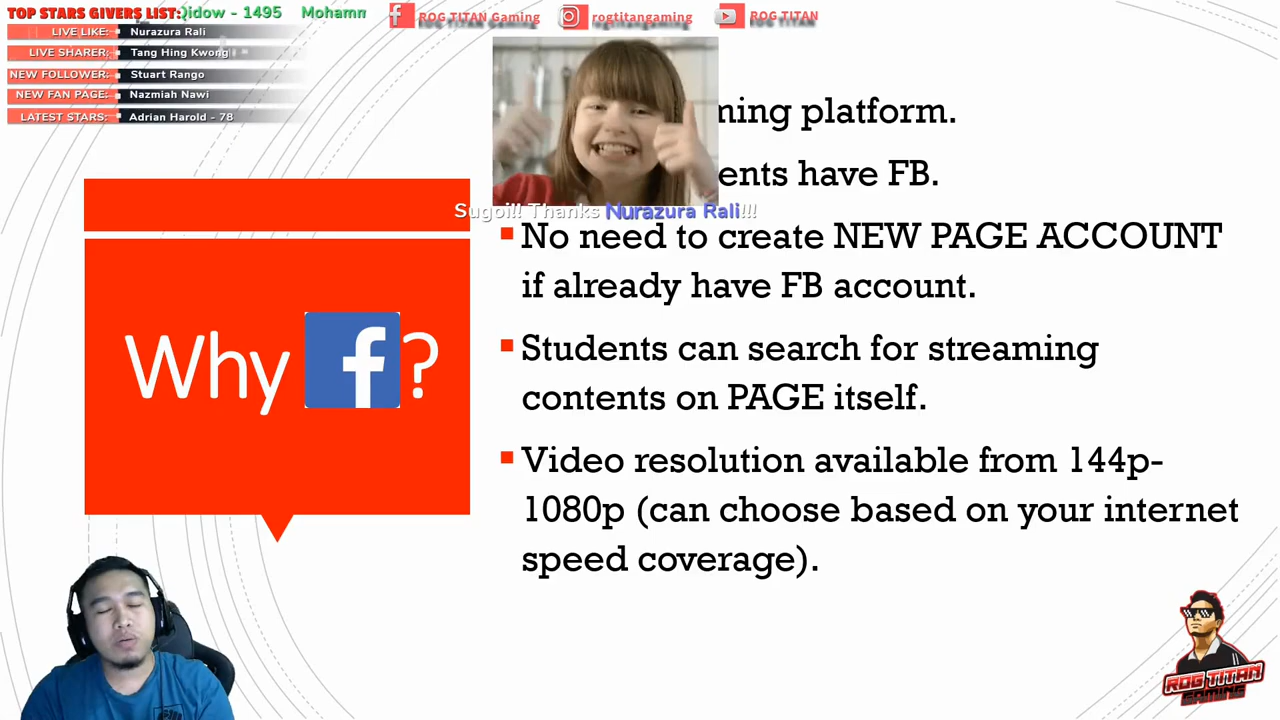 TOP STARS GIVERS LIST: Qidow - 1495 Mohamm
LIVE LIKE: Nurazura Rali
LIVE SHARER: Tang Hing Kwong
NEW FOLLOWER: Stuart Rango
NEW FAN PAGE: Nazmiah Nawi
LATEST STARS: Adrian Harold - 78
ROG TITAN Gaming
rogtitangaming
ROG TITAN
ming platform.
ents have FB.
Sugoi!! Thanks Nurazura Rali!!!
No need to create NEW PAGE ACCOUNT
if already have FB account.
Students can search for streaming
contents on PAGE itself.
Video resolution available from 144p-
1080p (can choose based on your internet
speed coverage).
Why f ?
ROG TITAN
GAMING